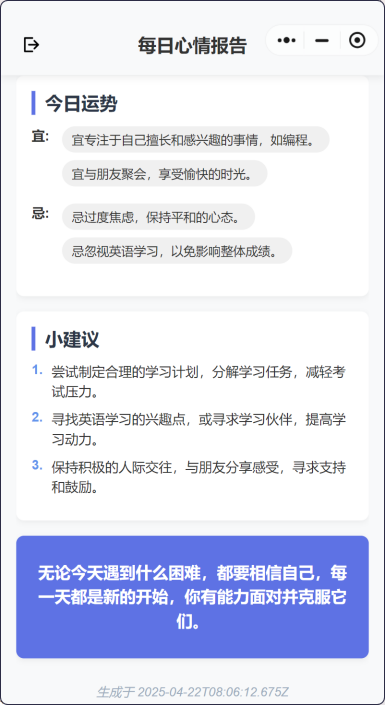 每日心情报告
今日运势
宜:
宜专注于自己擅长和感兴趣的事情，如编程。
宜与朋友聚会，享受愉快的时光。
忌:
忌过度焦虑，保持平和的心态。
忌忽视英语学习，以免影响整体成绩。
小建议
1. 尝试制定合理的学习计划，分解学习任务，减轻考
试压力。
2. 寻找英语学习的兴趣点，或寻求学习伙伴，提高学
习动力。
3. 保持积极的人际交往，与朋友分享感受，寻求支持
和鼓励。
无论今天遇到什么困难，都要相信自己，每
一天都是新的开始，你有能力面对并克服它
们。
生成于 2025-04-22T08:06:12.675Z